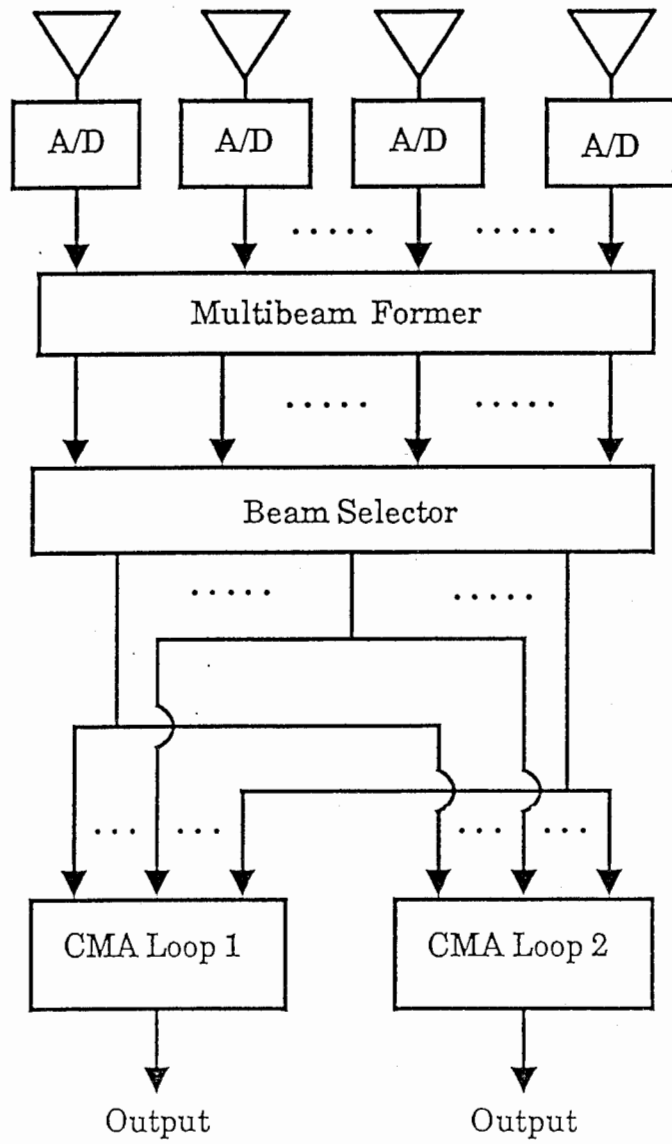 A/D A/D A/D A/D
..... .....
Multibeam Former
..... .....
Beam Selector
..... .....
... ... ... ...
CMA Loop 1 CMA Loop 2
Output Output